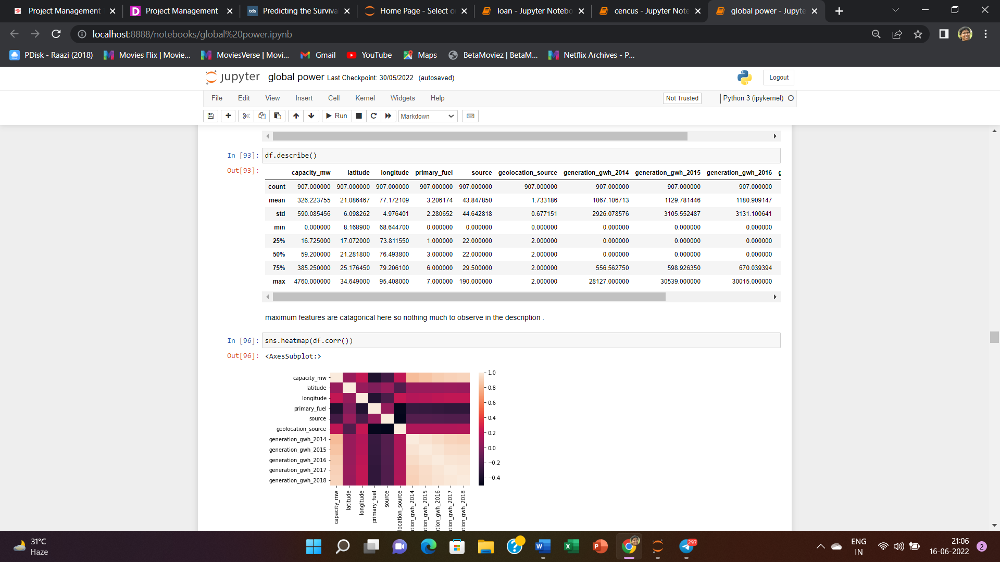 Project Management
Project Management
tds Predicting the Surviva
Home Page - Select o
loan - Jupyter Notebo
cencus - Jupyter Note
global power - Jupyte
localhost:8888/notebooks/global%20power.ipynb
PDisk - Raazi (2018)
Movies Flix | Movie...
MoviesVerse | Movi...
Gmail
YouTube
Maps
BetaMoviez | BetaM...
Netflix Archives - P...
jupyter global power Last Checkpoint: 30/05/2022 (autosaved)
Logout
File Edit View Insert Cell Kernel Widgets Help
Not Trusted
Python 3 (ipykernel)
Run
Markdown
In [93]: df.describe()
Out[93]:
capacity_mw latitude longitude primary_fuel source geolocation_source generation_gwh_2014 generation_gwh_2015 generation_gwh_2016
count 907.000000 907.000000 907.000000 907.000000 907.000000 907.000000 907.000000 907.000000 907.000000
mean 326.223755 21.086467 77.172109 3.206174 43.847850 1.733186 1067.106713 1129.781446 1180.909147
std 590.085456 6.098262 4.976401 2.280652 44.642818 0.677151 2926.078576 3105.552487 3131.100641
min 0.000000 8.168900 68.644700 0.000000 0.000000 0.000000 0.000000 0.000000 0.000000
25% 16.725000 17.072000 73.811550 1.000000 22.000000 2.000000 0.000000 0.000000 0.000000
50% 59.200000 21.281800 76.493800 3.000000 22.000000 2.000000 0.000000 0.000000 0.000000
75% 385.250000 25.176450 79.206100 6.000000 29.500000 2.000000 556.562750 598.926350 670.039394
max 4760.000000 34.649000 95.408000 7.000000 190.000000 2.000000 28127.000000 30539.000000 30015.000000
maximum features are catagorical here so nothing much to observe in the description .
In [96]: sns.heatmap(df.corr())
Out[96]: <AxesSubplot:>
capacity_mw
latitude
longitude
primary_fuel
source
geolocation_source
generation_gwh_2014
generation_gwh_2015
generation_gwh_2016
generation_gwh_2017
generation_gwh_2018
1.0
0.8
0.6
0.4
0.2
0.0
−0.2
−0.4
capacity_mw
latitude
longitude
primary_fuel
source
location_source
ation_gwh_2014
ation_gwh_2015
ation_gwh_2016
ation_gwh_2017
ation_gwh_2018
31°C
Haze
297
ENG
IN
21:06
16-06-2022
2